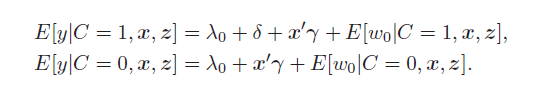 E[y|C = 1, x, z] = λ₀ + δ + x′γ + E[w₀|C = 1, x, z],
E[y|C = 0, x, z] = λ₀ + x′γ + E[w₀|C = 0, x, z].